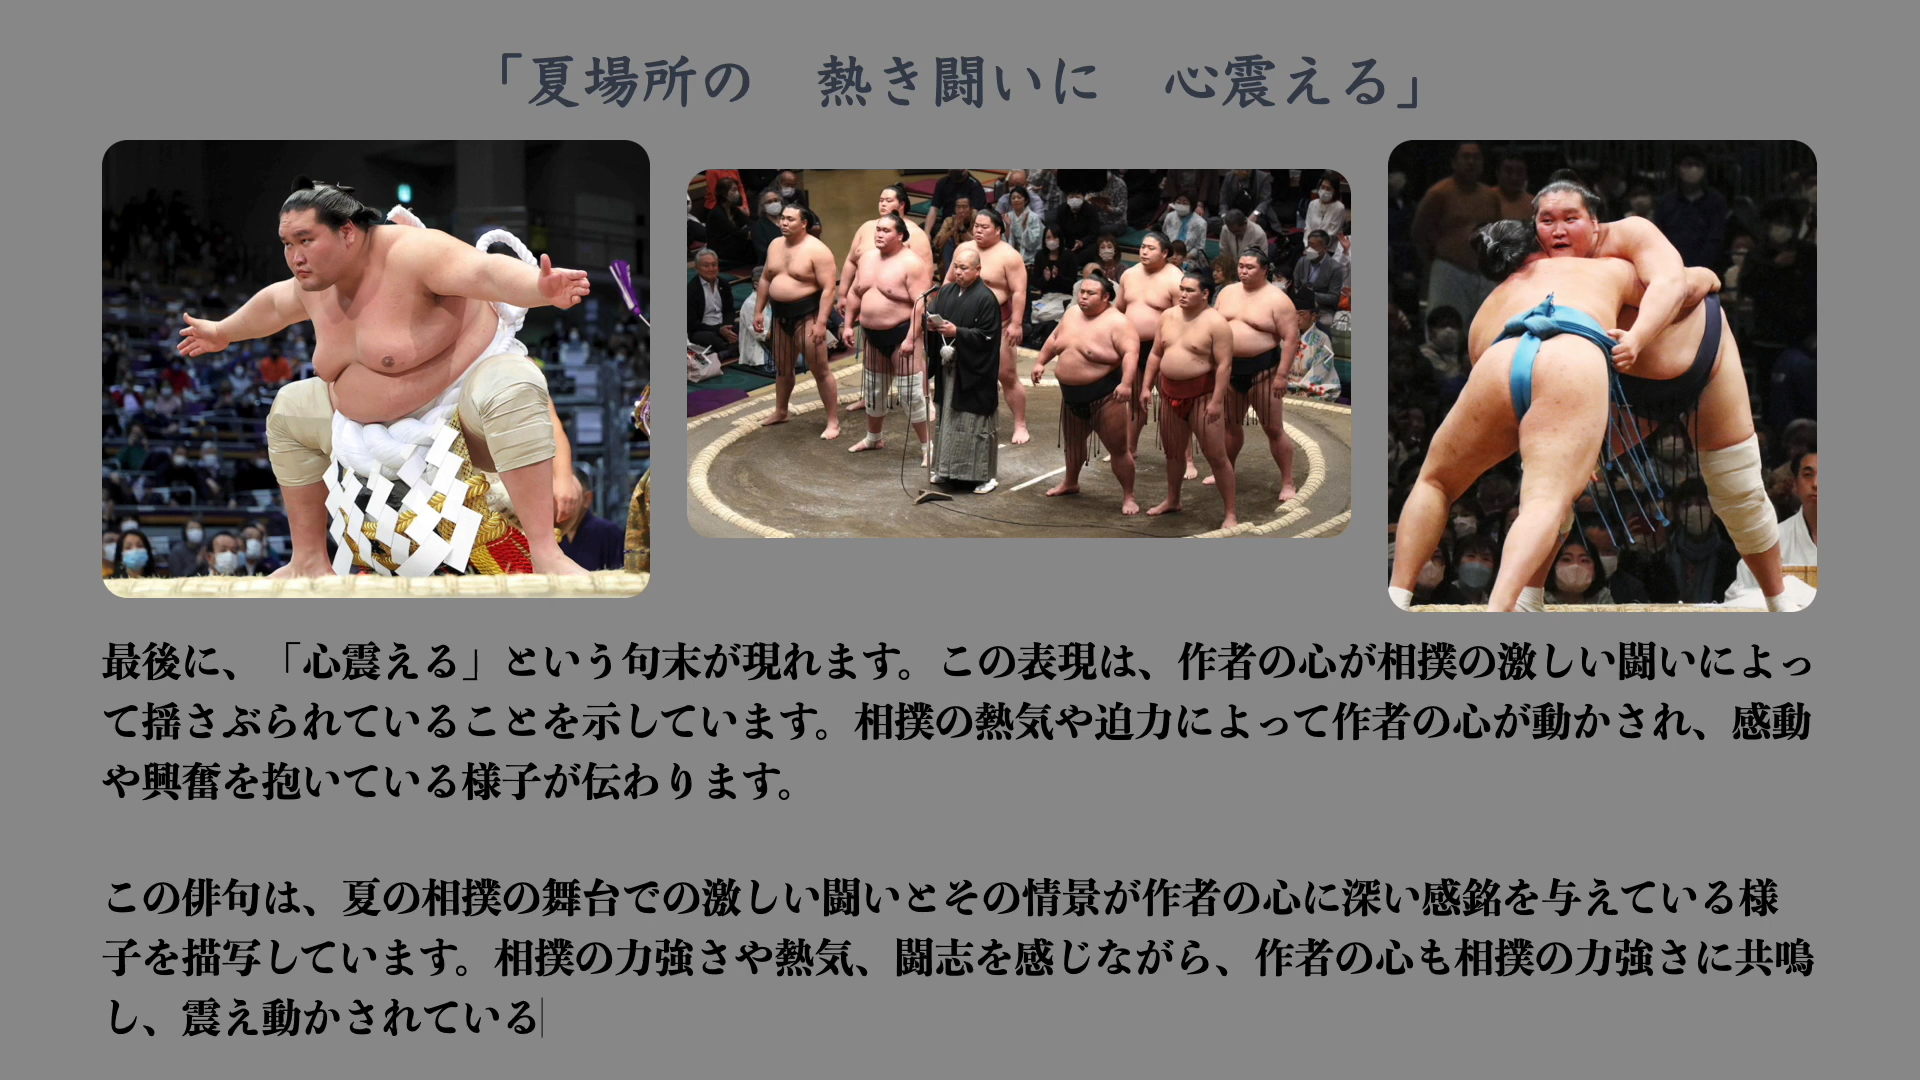 「夏場所の　熱き闘いに　心震える」
最後に、「心震える」という句末が現れます。この表現は、作者の心が相撲の激しい闘いによっ
て揺さぶられていることを示しています。相撲の熱気や迫力によって作者の心が動かされ、感動
や興奮を抱いている様子が伝わります。
この俳句は、夏の相撲の舞台での激しい闘いとその情景が作者の心に深い感銘を与えている様
子を描写しています。相撲の力強さや熱気、闘志を感じながら、作者の心も相撲の力強さに共鳴
し、震え動かされている